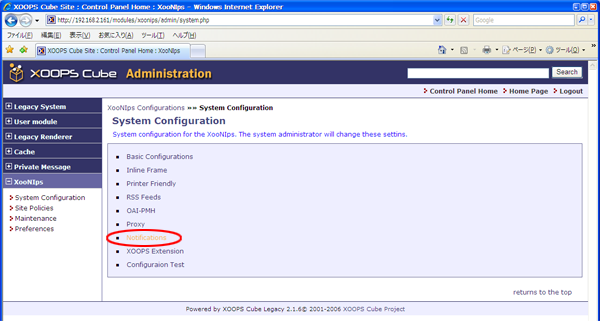 XOOPS Cube Site : Control Panel Home : XooNIps - Windows Internet Explorer
http://192.168.2.161/modules/xoonips/admin/system.php
Google
ファイル(F) 編集(E) 表示(V) お気に入り(A) ツール(T) ヘルプ(H)
XOOPS Cube Site : Control Panel Home : XooNIps
ページ(P) ツール(O)
XOOPS Cube Administration
Search
Control Panel Home Home Page Logout
Legacy System
User module
Legacy Renderer
Cache
Private Message
XooNIps
System Configuration
Site Policies
Maintenance
Preferences
XooNIps Configurations »» System Configuration
System Configuration
System configuration for the XooNIps. The system administrator will change these settins.
Basic Configurations
Inline Frame
Printer Friendly
RSS Feeds
OAI-PMH
Proxy
Notifications
XOOPS Extension
Configuraion Test
returns to the top
Powered by XOOPS Cube Legacy 2.1.6© 2001-2006 XOOPS Cube Project